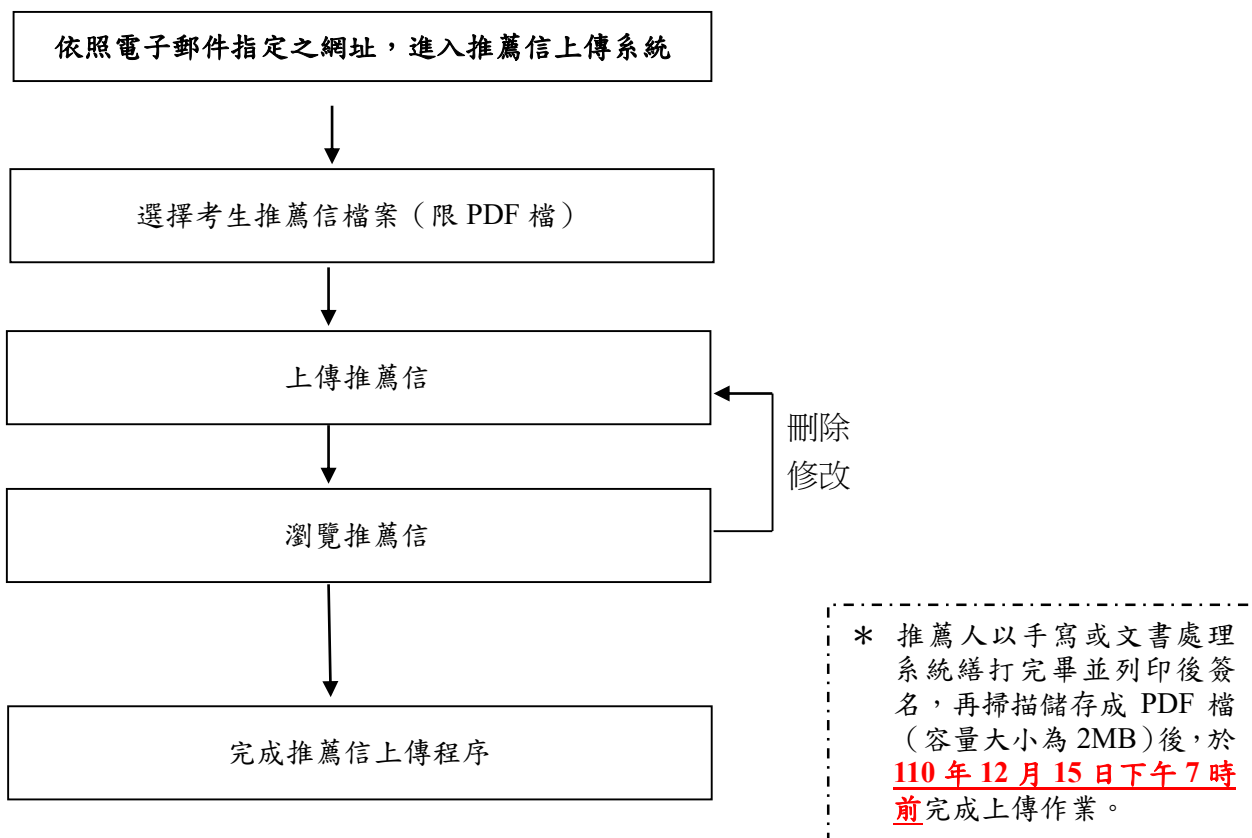 依照電子郵件指定之網址，進入推薦信上傳系統
選擇考生推薦信檔案（限 PDF 檔）
上傳推薦信
刪除
修改
瀏覽推薦信
完成推薦信上傳程序
＊ 推薦人以手寫或文書處理
系統繕打完畢並列印後簽
名，再掃描儲存成 PDF 檔
（容量大小為 2MB）後，於
110 年 12 月 15 日下午 7 時
前完成上傳作業。